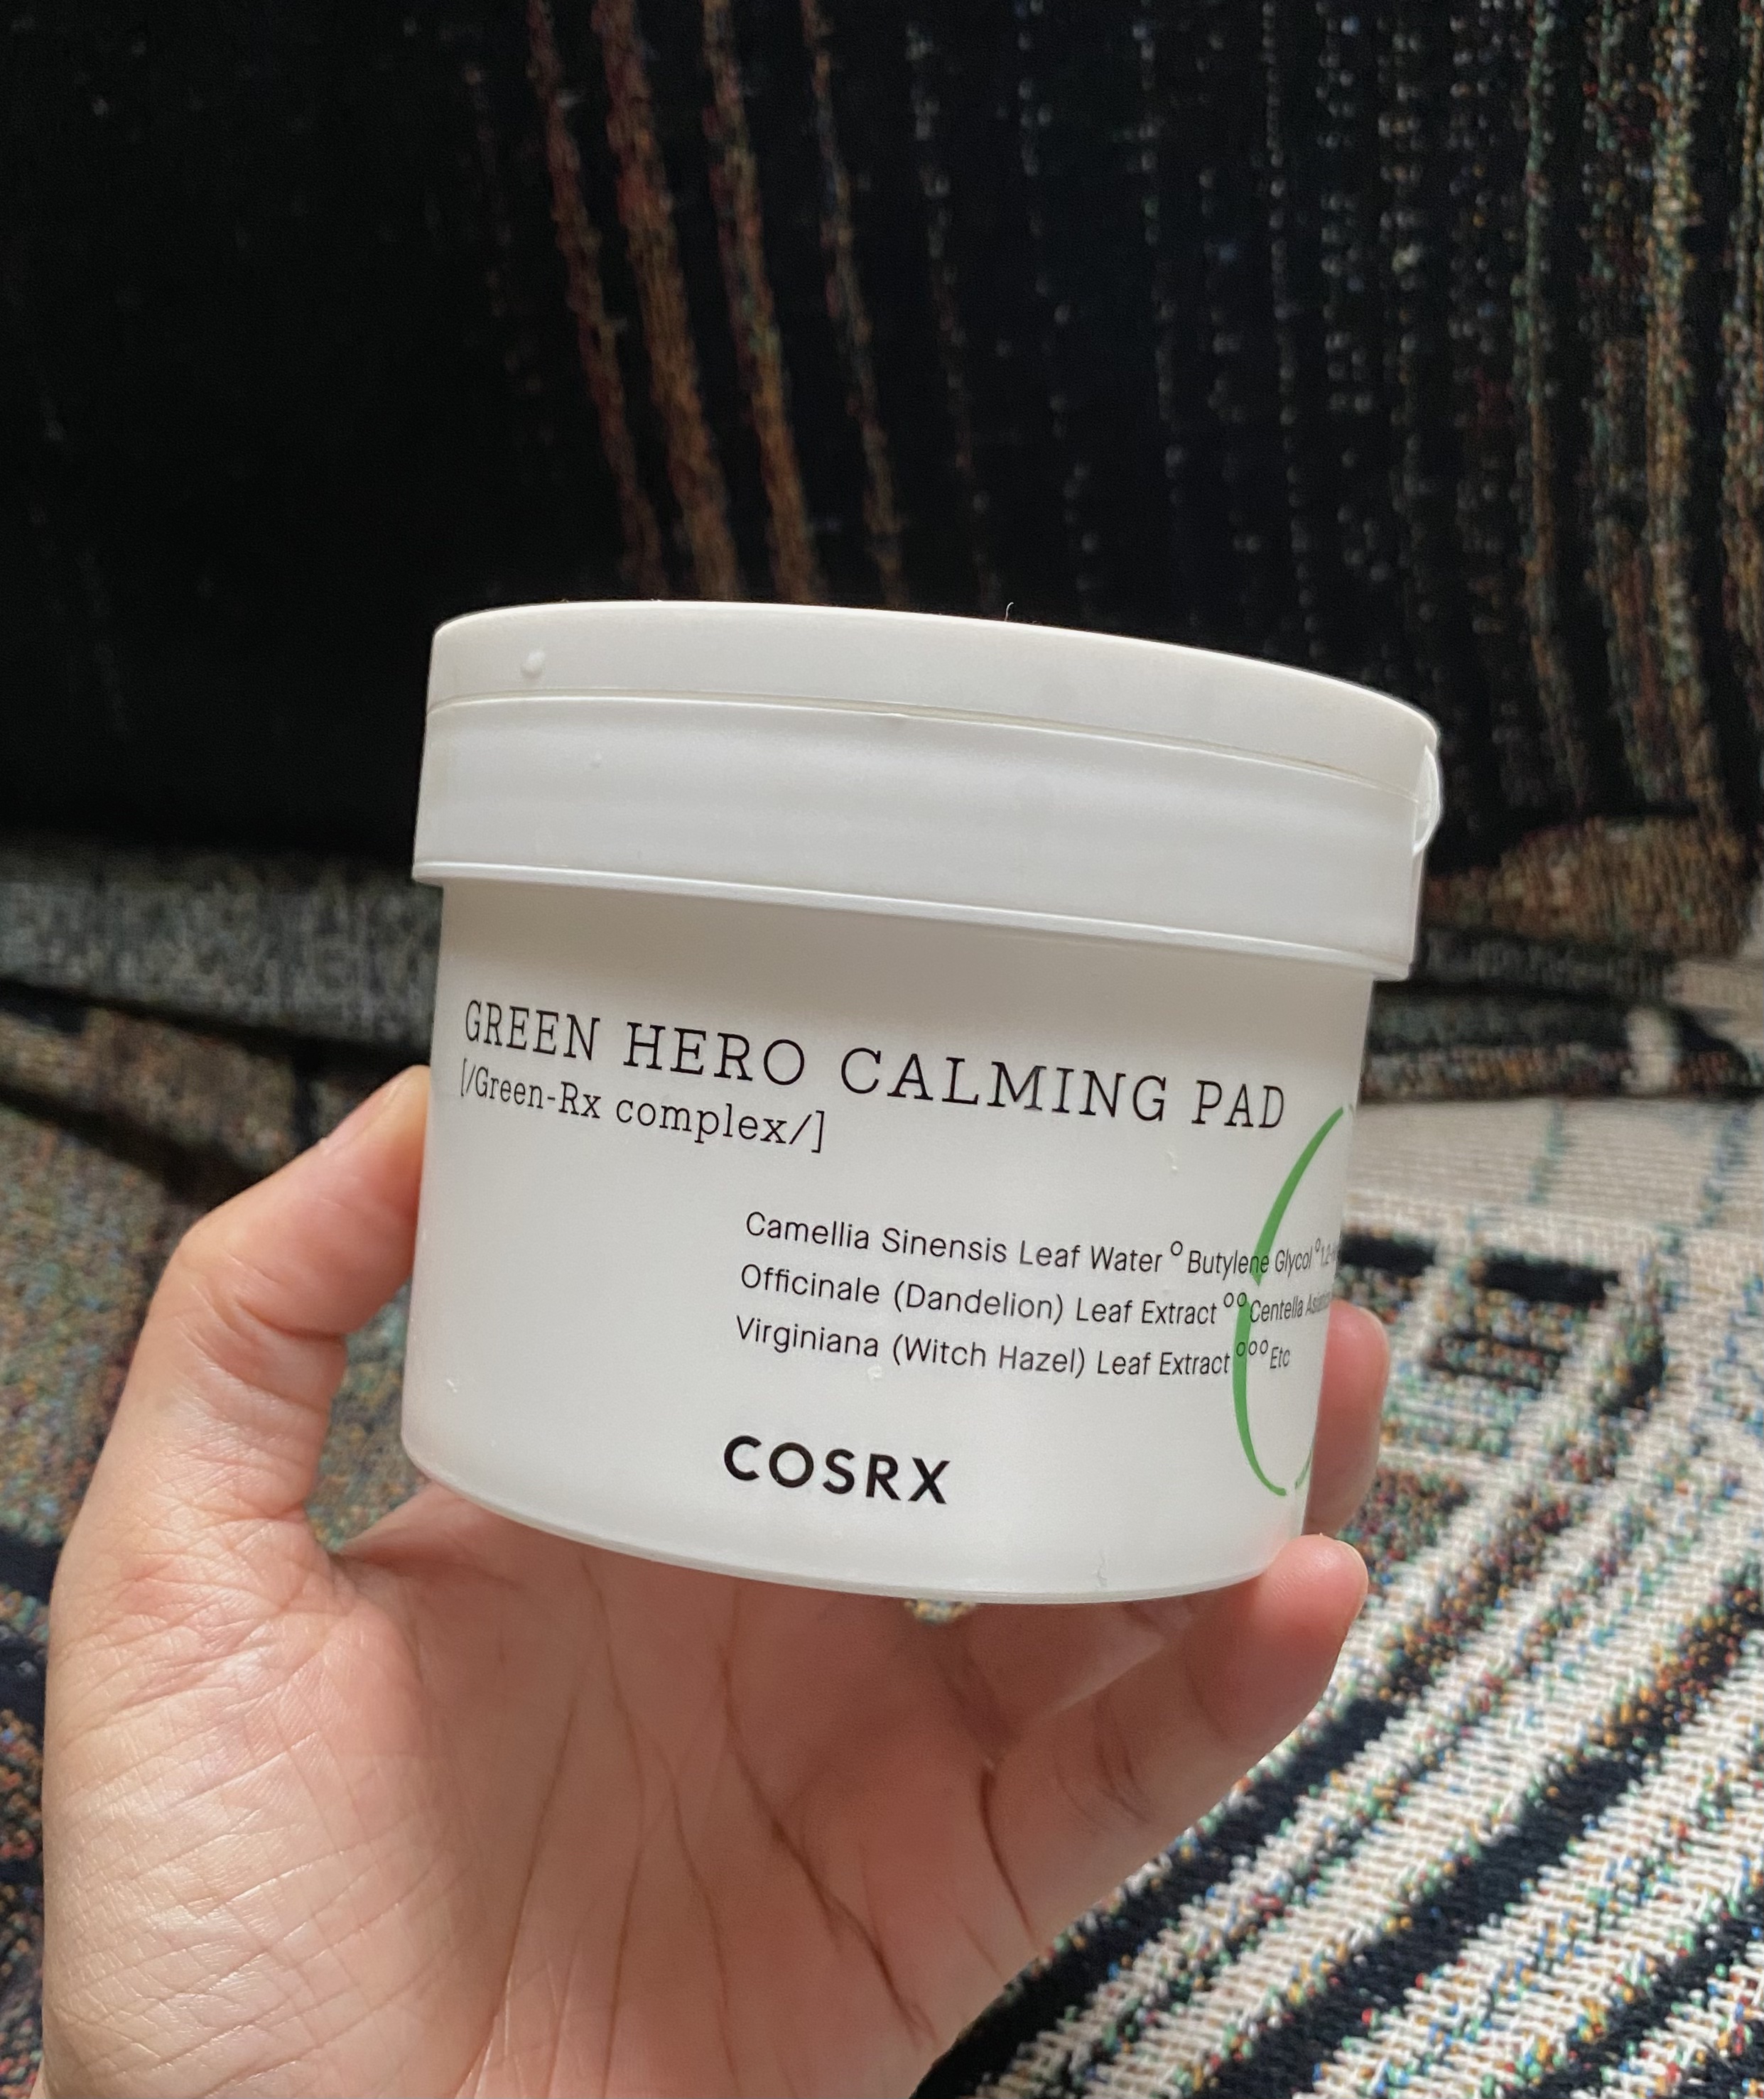 GREEN HERO CALMING PAD
[/Green-Rx complex/]
Camellia Sinensis Leaf Water ° Butylene Glycol °
Officinale (Dandelion) Leaf Extract °° Centella
Virginiana (Witch Hazel) Leaf Extract °°° Etc
COSRX